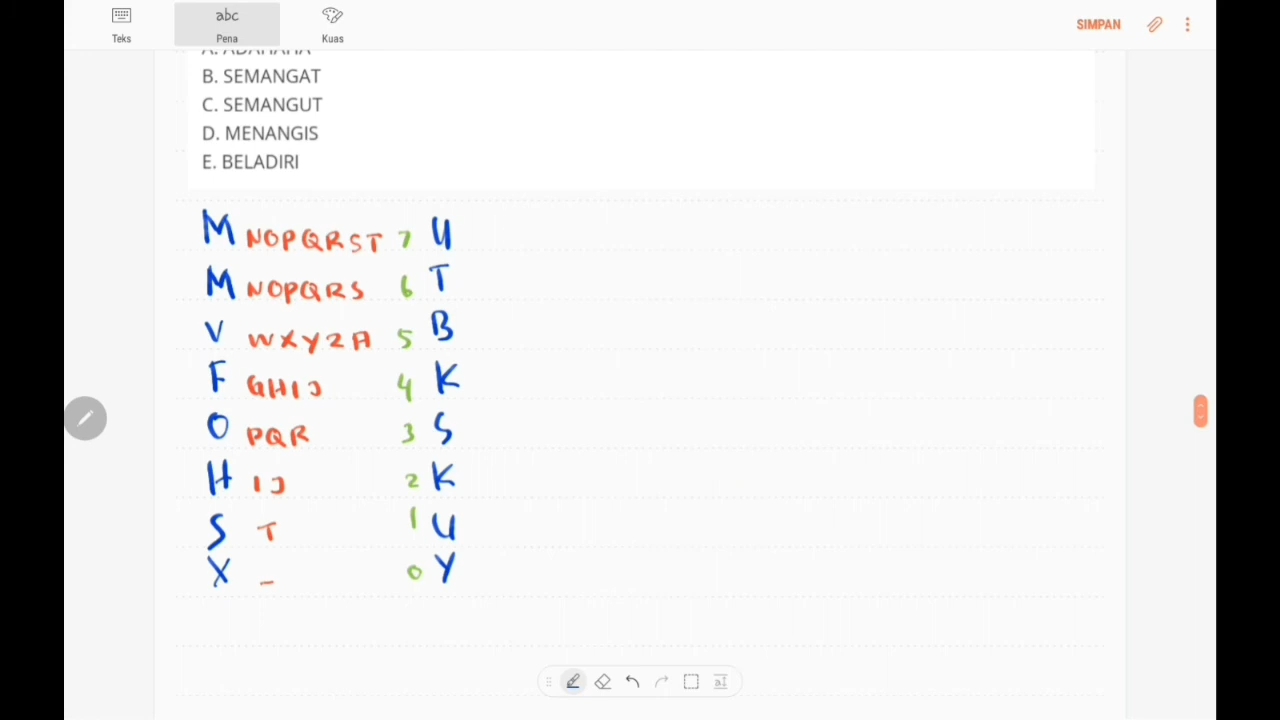 Teks
abc
Pena
Kuas
SIMPAN
B. SEMANGAT
C. SEMANGUT
D. MENANGIS
E. BELADIRI
M NOPQRST 7 U
M NOPQRS 6 T
V WXYZA 5 B
F GHIJ 4 K
O PQR 3 S
H IJ 2 K
S T 1 U
X - 0 Y